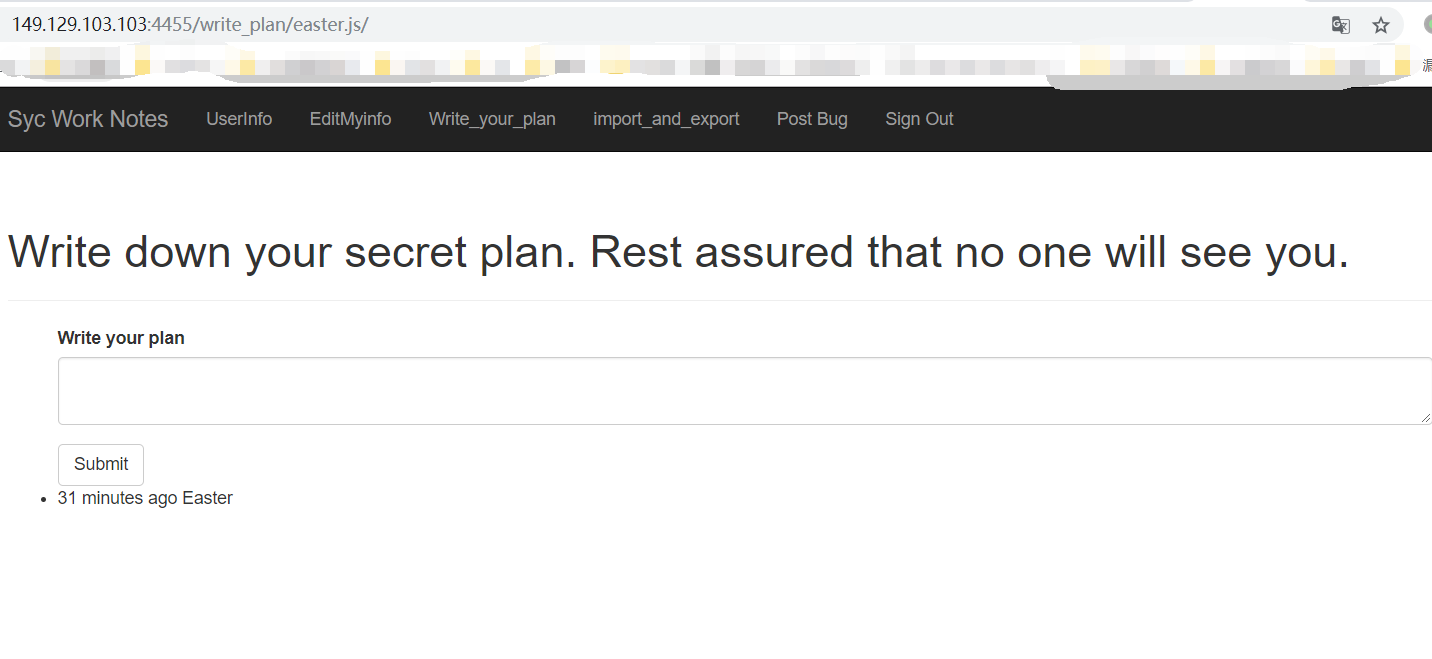 149.129.103.103:4455/write_plan/easter.js/
Syc Work Notes UserInfo EditMyinfo Write_your_plan import_and_export Post Bug Sign Out
Write down your secret plan. Rest assured that no one will see you.
Write your plan
Submit
31 minutes ago Easter